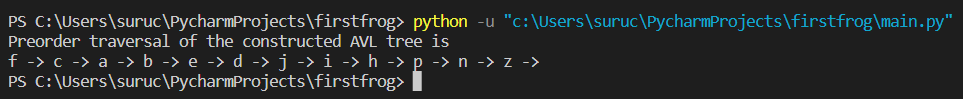 PS C:\Users\suruc\PycharmProjects\firstfrog> python -u "c:\Users\suruc\PycharmProjects\firstfrog\main.py"
Preorder traversal of the constructed AVL tree is
f -> c -> a -> b -> e -> d -> j -> i -> h -> p -> n -> z ->
PS C:\Users\suruc\PycharmProjects\firstfrog>